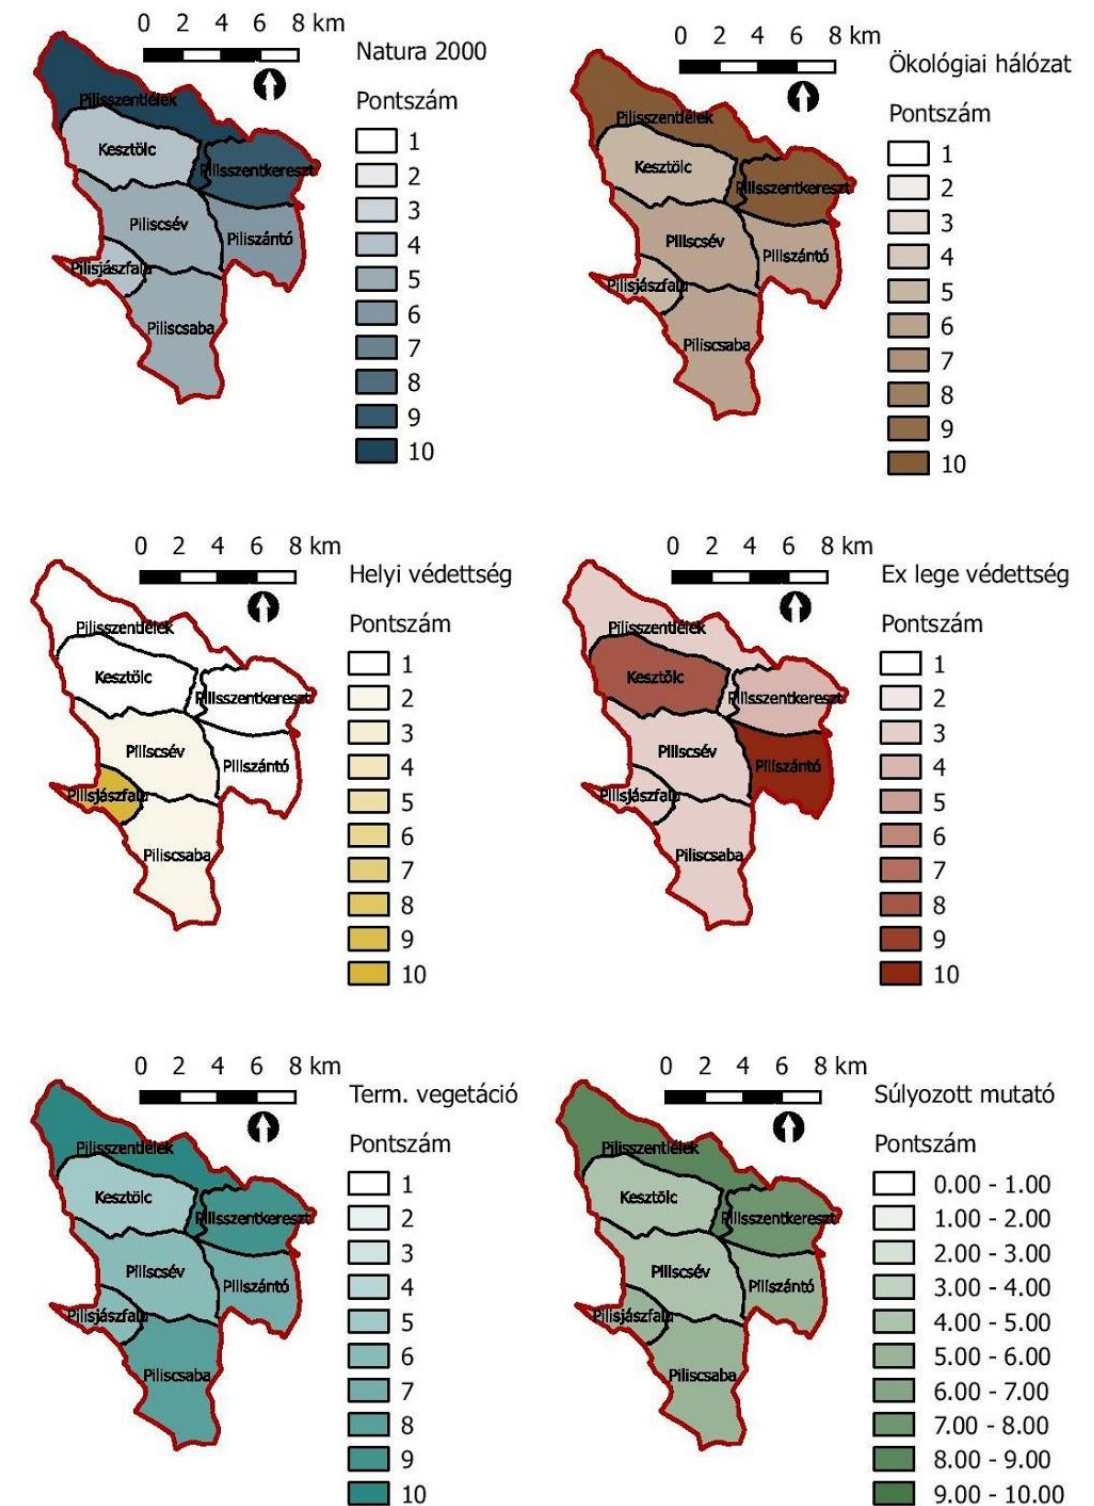 0 2 4 6 8 km
Natura 2000
Pontszám
1
2
3
4
5
6
7
8
9
10
Pilisszentlélek
Kesztölc
Pilisszentkereszt
Piliscsév
Piliszántó
Pilisjászfalu
Piliscsaba
0 2 4 6 8 km
Ökológiai hálózat
Pontszám
1
2
3
4
5
6
7
8
9
10
Pilisszentlélek
Kesztölc
Pilisszentkereszt
Piliscsév
Piliszántó
Pilisjászfalu
Piliscsaba
0 2 4 6 8 km
Helyi védettség
Pontszám
1
2
3
4
5
6
7
8
9
10
Pilisszentlélek
Kesztölc
Pilisszentkereszt
Piliscsév
Piliszántó
Pilisjászfalu
Piliscsaba
0 2 4 6 8 km
Ex lege védettség
Pontszám
1
2
3
4
5
6
7
8
9
10
Pilisszentlélek
Kesztölc
Pilisszentkereszt
Piliscsév
Piliszántó
Pilisjászfalu
Piliscsaba
0 2 4 6 8 km
Term. vegetáció
Pontszám
1
2
3
4
5
6
7
8
9
10
Pilisszentlélek
Kesztölc
Pilisszentkereszt
Piliscsév
Piliszántó
Pilisjászfalu
Piliscsaba
0 2 4 6 8 km
Súlyozott mutató
Pontszám
0.00 - 1.00
1.00 - 2.00
2.00 - 3.00
3.00 - 4.00
4.00 - 5.00
5.00 - 6.00
6.00 - 7.00
7.00 - 8.00
8.00 - 9.00
9.00 - 10.00
Pilisszentlélek
Kesztölc
Pilisszentkereszt
Piliscsév
Piliszántó
Pilisjászfalu
Piliscsaba